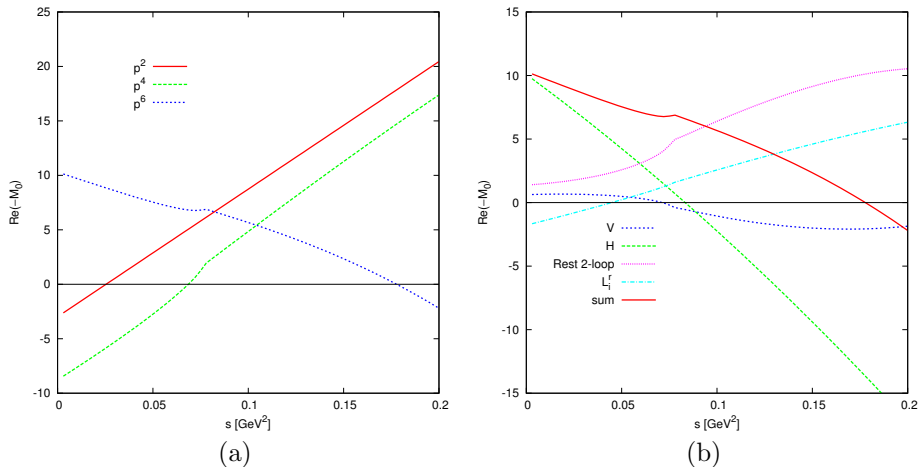 25
20
15
10
5
0
-5
-10
0
0.05
0.1
0.15
0.2
Re(-M₀)
s [GeV²]
p²
p⁴
p⁶
(a)
15
10
5
0
-5
-10
-15
0
0.05
0.1
0.15
0.2
Re(-M₀)
s [GeV²]
V
H
Rest 2-loop
Lᵢʳ
sum
(b)